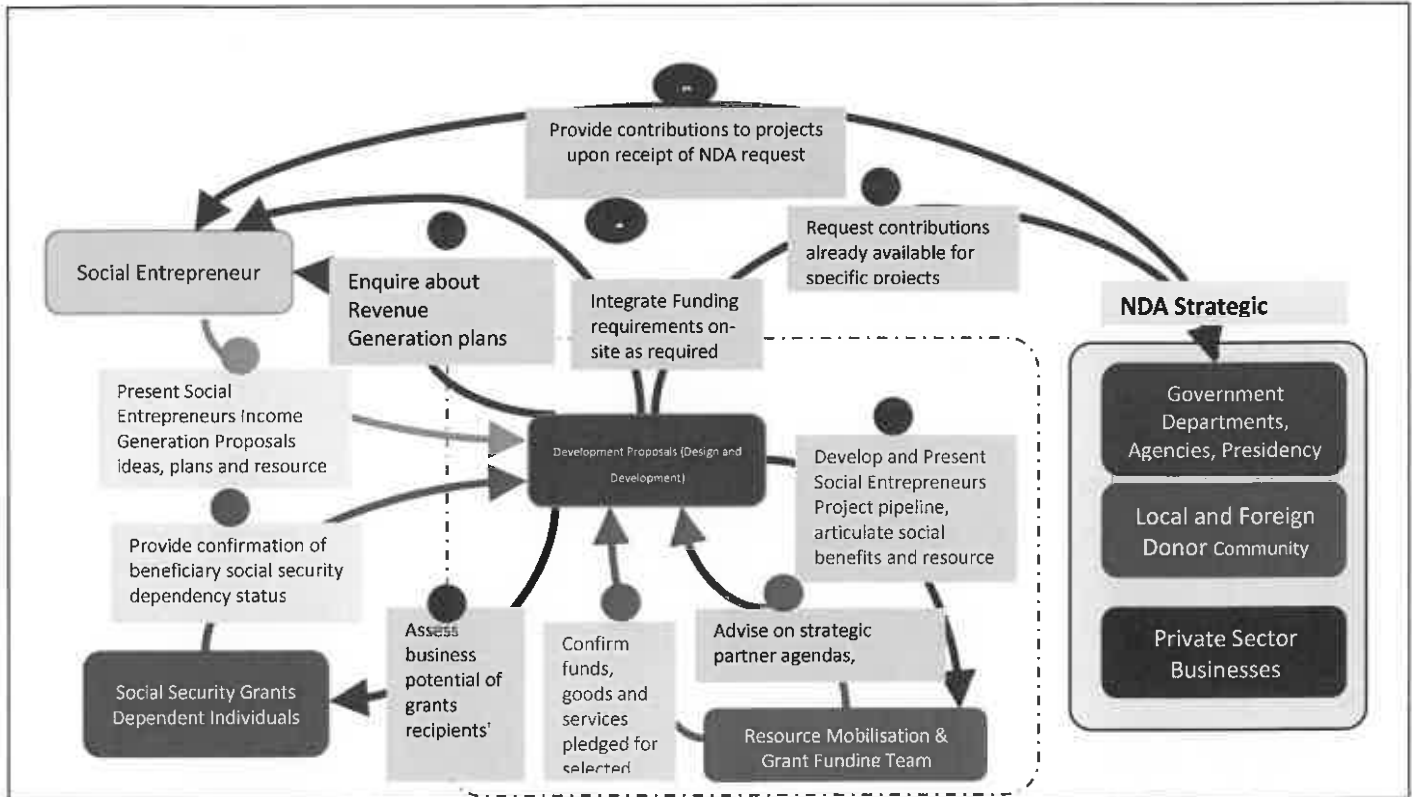 Provide contributions to projects
upon receipt of NDA request
Social Entrepreneur
Enquire about
Revenue
Generation plans
Integrate Funding
requirements on-
site as required
Request contributions
already available for
specific projects
NDA Strategic
Government
Departments,
Agencies, Presidency
Local and Foreign
Donor Community
Private Sector
Businesses
Present Social
Entrepreneurs Income
Generation Proposals
ideas, plans and resource
Development Proposals (Design and
Development)
Develop and Present
Social Entrepreneurs
Project pipeline,
articulate social
benefits and resource
Provide confirmation of
beneficiary social security
dependency status
Social Security Grants
Dependent Individuals
Assess
business
potential of
grants
recipients'
Confirm
funds,
goods and
services
pledged for
selected
Advise on strategic
partner agendas,
Resource Mobilisation &
Grant Funding Team